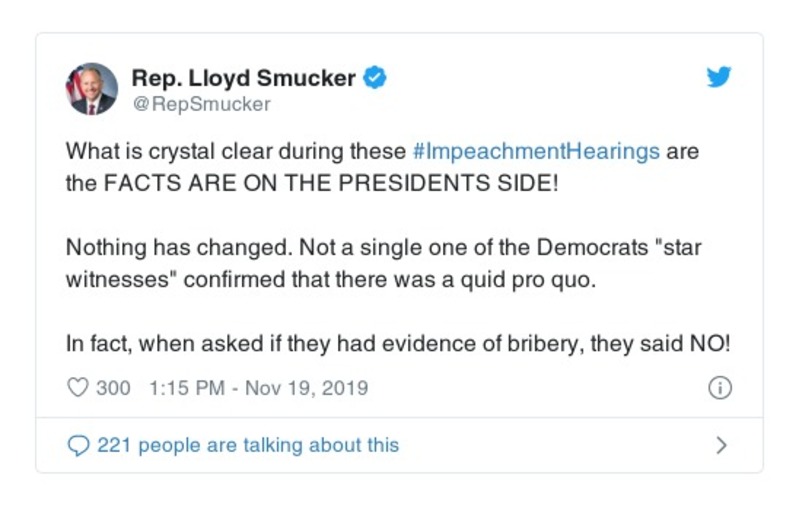 Rep. Lloyd Smucker
@RepSmucker
What is crystal clear during these #ImpeachmentHearings are
the FACTS ARE ON THE PRESIDENTS SIDE!
Nothing has changed. Not a single one of the Democrats "star
witnesses" confirmed that there was a quid pro quo.
In fact, when asked if they had evidence of bribery, they said NO!
300 1:15 PM - Nov 19, 2019
221 people are talking about this